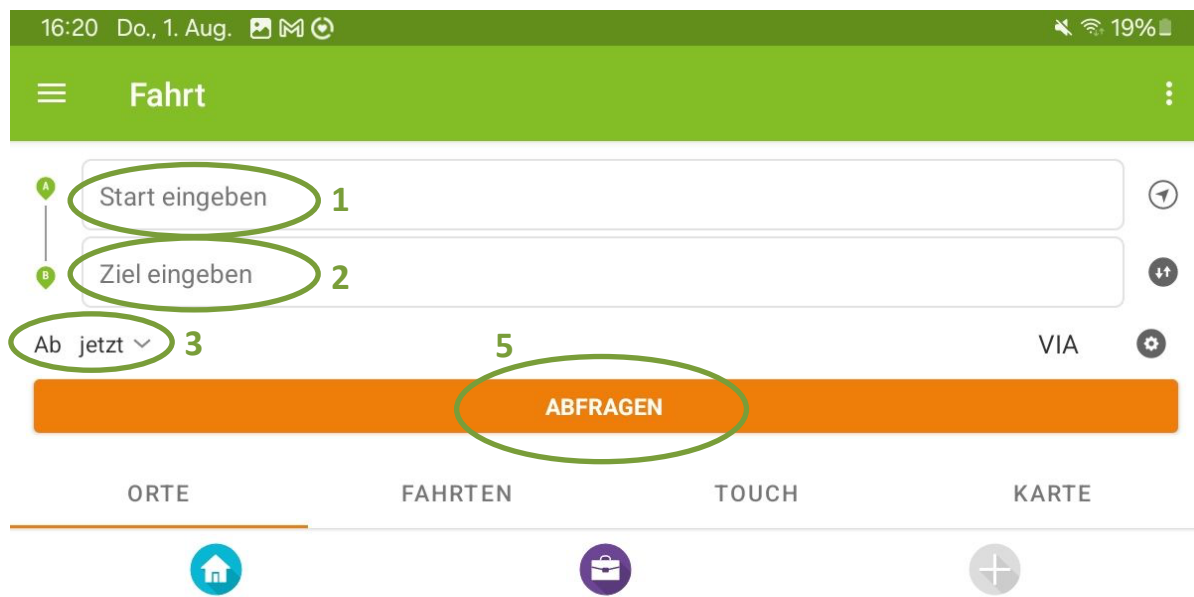 16:20 Do., 1. Aug. 19%
Fahrt
A Start eingeben 1
B Ziel eingeben 2
Ab jetzt 3 5 VIA
ABFRAGEN
ORTE FAHRTEN TOUCH KARTE